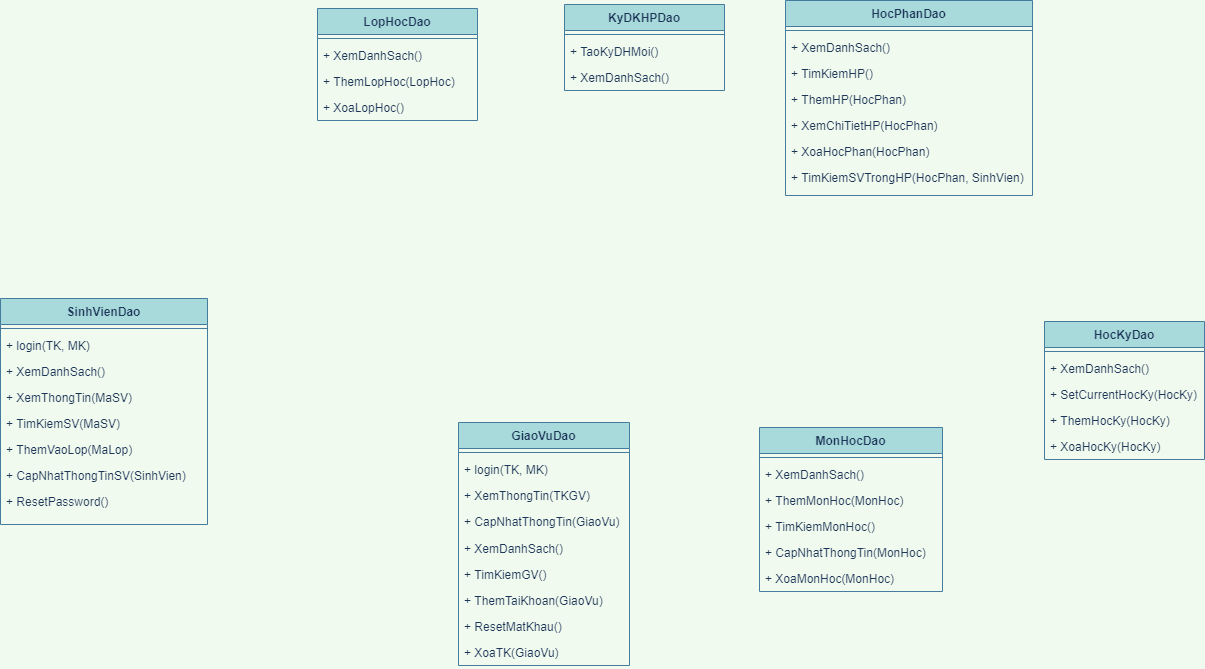 LopHocDao
+ XemDanhSach()
+ ThemLopHoc(LopHoc)
+ XoaLopHoc()
KyDKHPDao
+ TaoKyDHMoi()
+ XemDanhSach()
HocPhanDao
+ XemDanhSach()
+ TimKiemHP()
+ ThemHP(HocPhan)
+ XemChiTietHP(HocPhan)
+ XoaHocPhan(HocPhan)
+ TimKiemSVTrongHP(HocPhan, SinhVien)
SinhVienDao
+ login(TK, MK)
+ XemDanhSach()
+ XemThongTin(MaSV)
+ TimKiemSV(MaSV)
+ ThemVaoLop(MaLop)
+ CapNhatThongTinSV(SinhVien)
+ ResetPassword()
GiaoVuDao
+ login(TK, MK)
+ XemThongTin(TKGV)
+ CapNhatThongTin(GiaoVu)
+ XemDanhSach()
+ TimKiemGV()
+ ThemTaiKhoan(GiaoVu)
+ ResetMatKhau()
+ XoaTK(GiaoVu)
MonHocDao
+ XemDanhSach()
+ ThemMonHoc(MonHoc)
+ TimKiemMonHoc()
+ CapNhatThongTin(MonHoc)
+ XoaMonHoc(MonHoc)
HocKyDao
+ XemDanhSach()
+ SetCurrentHocKy(HocKy)
+ ThemHocKy(HocKy)
+ XoaHocKy(HocKy)